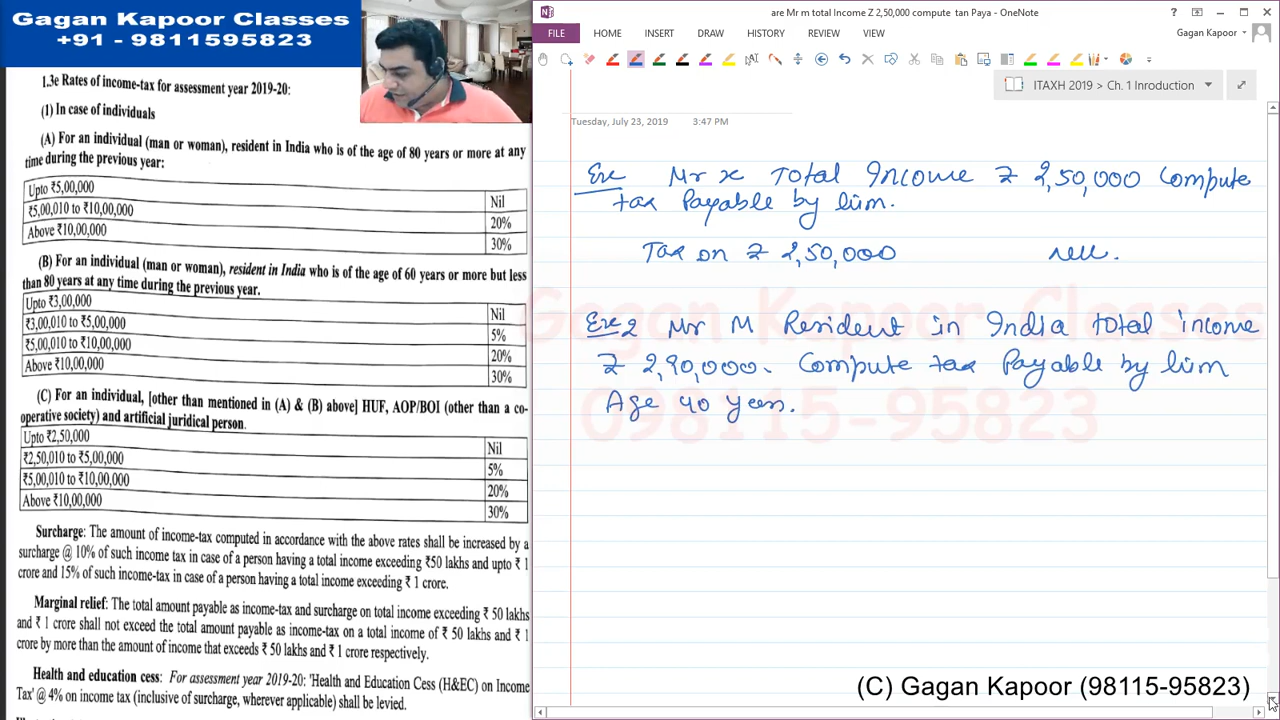 Gagan Kapoor Classes
+91 - 9811595823
1.3e Rates of income-tax for assessment year 2019-20:
(1) In case of individuals
(A) For an individual (man or woman), resident in India who is of the age of 80 years or more at any
time during the previous year:
Upto ₹5,00,000 Nil
₹5,00,010 to ₹10,00,000 20%
Above ₹10,00,000 30%
(B) For an individual (man or woman), resident in India who is of the age of 60 years or more but less
than 80 years at any time during the previous year.
Upto ₹3,00,000 Nil
₹3,00,010 to ₹5,00,000 5%
₹5,00,010 to ₹10,00,000 20%
Above ₹10,00,000 30%
(C) For an individual, [other than mentioned in (A) & (B) above] HUF, AOP/BOI (other than a co-
operative society) and artificial juridical person.
Upto ₹2,50,000 Nil
₹2,50,010 to ₹5,00,000 5%
₹5,00,010 to ₹10,00,000 20%
Above ₹10,00,000 30%
Surcharge: The amount of income-tax computed in accordance with the above rates shall be increased by a
surcharge @ 10% of such income tax in case of a person having a total income exceeding ₹50 lakhs and upto ₹ 1
crore and 15% of such income-tax in case of a person having a total income exceeding ₹ 1 crore.
Marginal relief: The total amount payable as income-tax and surcharge on total income exceeding ₹ 50 lakhs
and ₹ 1 crore shall not exceed the total amount payable as income-tax on a total income of ₹ 50 lakhs and ₹ 1
crore by more than the amount of income that exceeds ₹ 50 lakhs and ₹ 1 crore respectively.
Health and education cess: For assessment year 2019-20: 'Health and Education Cess (H&EC) on Income
Tax' @ 4% on income tax (inclusive of surcharge, wherever applicable) shall be levied.
are Mr m total Income Z 2,50,000 compute tan Paya - OneNote
FILE HOME INSERT DRAW HISTORY REVIEW VIEW
Gagan Kapoor
ITAXH 2019 > Ch. 1 Inroduction
Tuesday, July 23, 2019 3:47 PM
Ex Mr x Total Income ₹ 2,50,000 Compute
tax Payable by him.
Tax on ₹ 2,50,000 nill.
Ex 2 Mr M Resident in India total income
₹ 2,90,000. Compute tax Payable by him
Age 40 years.
Gagan Kapoor Classes
098115-95823
(C) Gagan Kapoor (98115-95823)